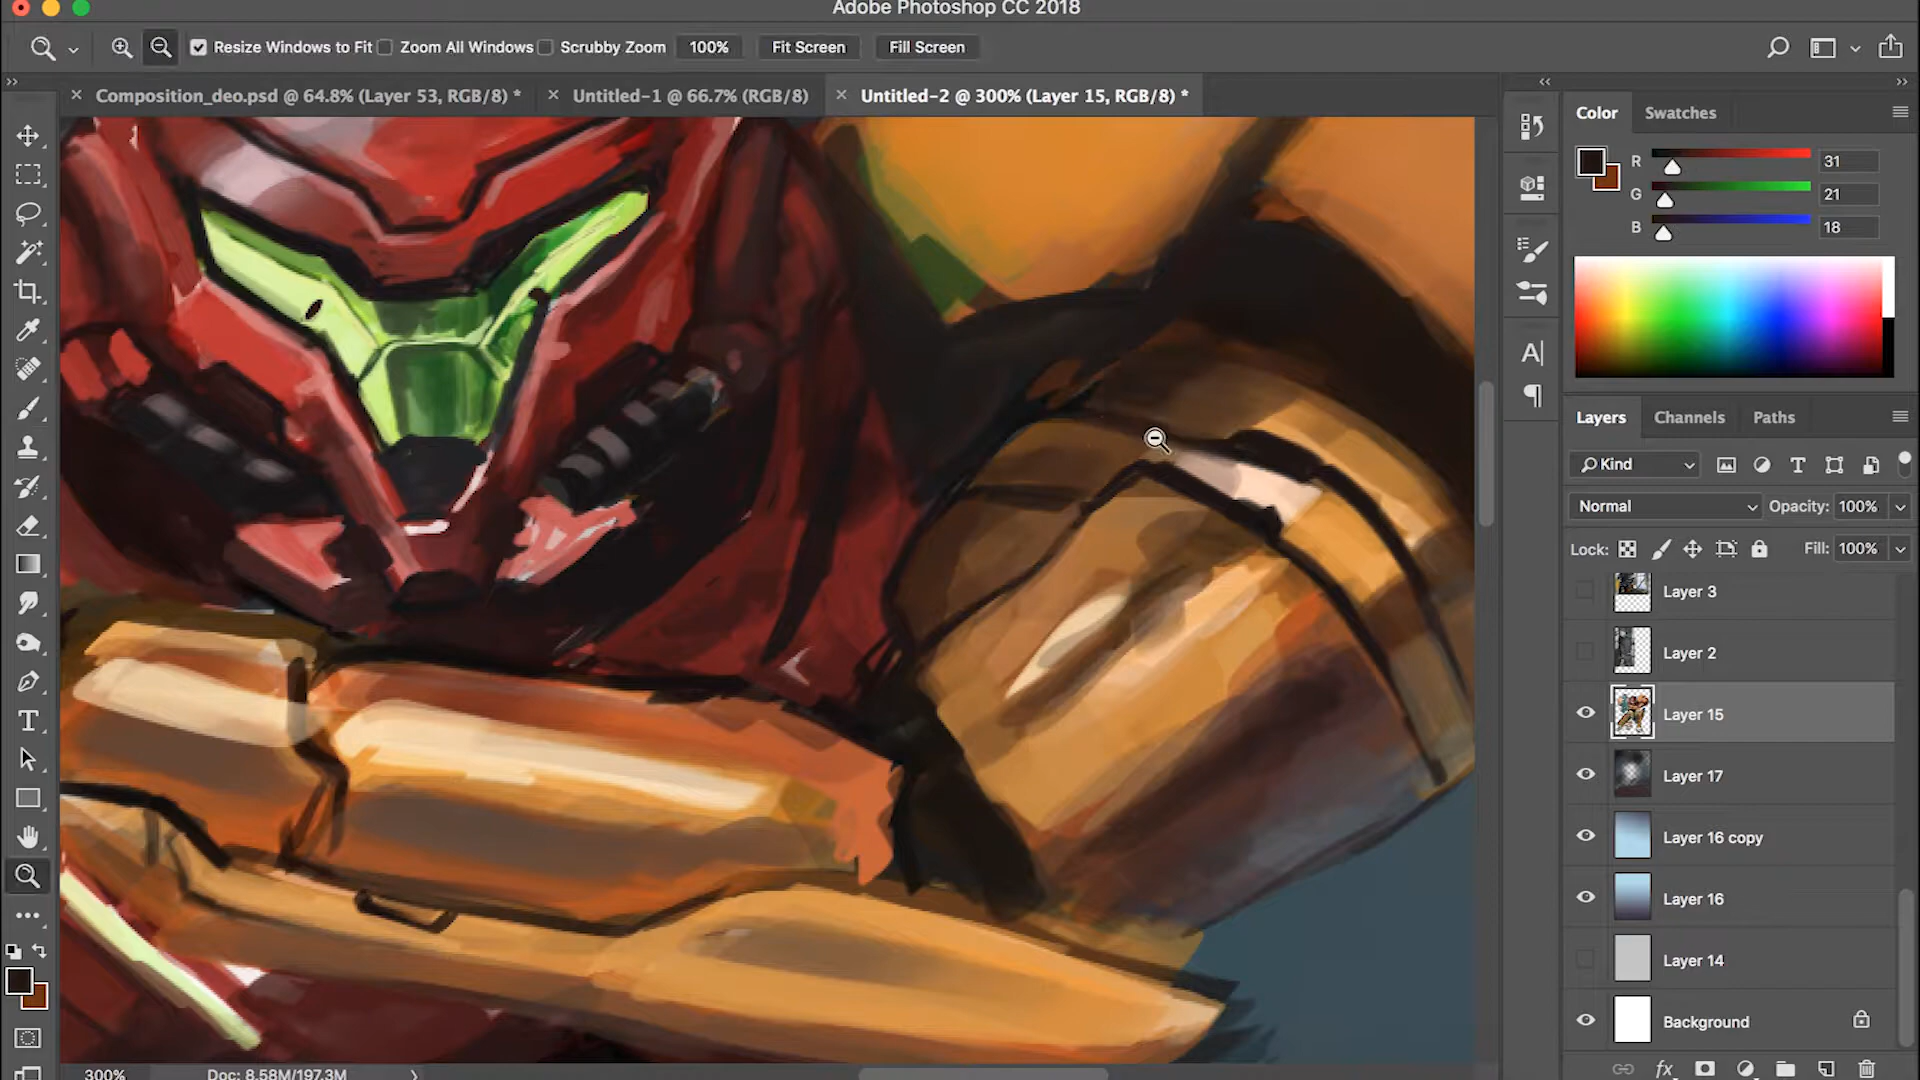 Adobe Photoshop CC 2018
Resize Windows to Fit Zoom All Windows Scrubby Zoom 100% Fit Screen Fill Screen
Composition_deo.psd @ 64.8% (Layer 53, RGB/8) * Untitled-1 @ 66.7% (RGB/8) Untitled-2 @ 300% (Layer 15, RGB/8) *
Color Swatches
R 31
G 21
B 18
Layers Channels Paths
Kind
Normal Opacity: 100%
Lock: Fill: 100%
Layer 3
Layer 2
Layer 15
Layer 17
Layer 16 copy
Layer 16
Layer 14
Background
300% Doc: 8.58M/197.3M